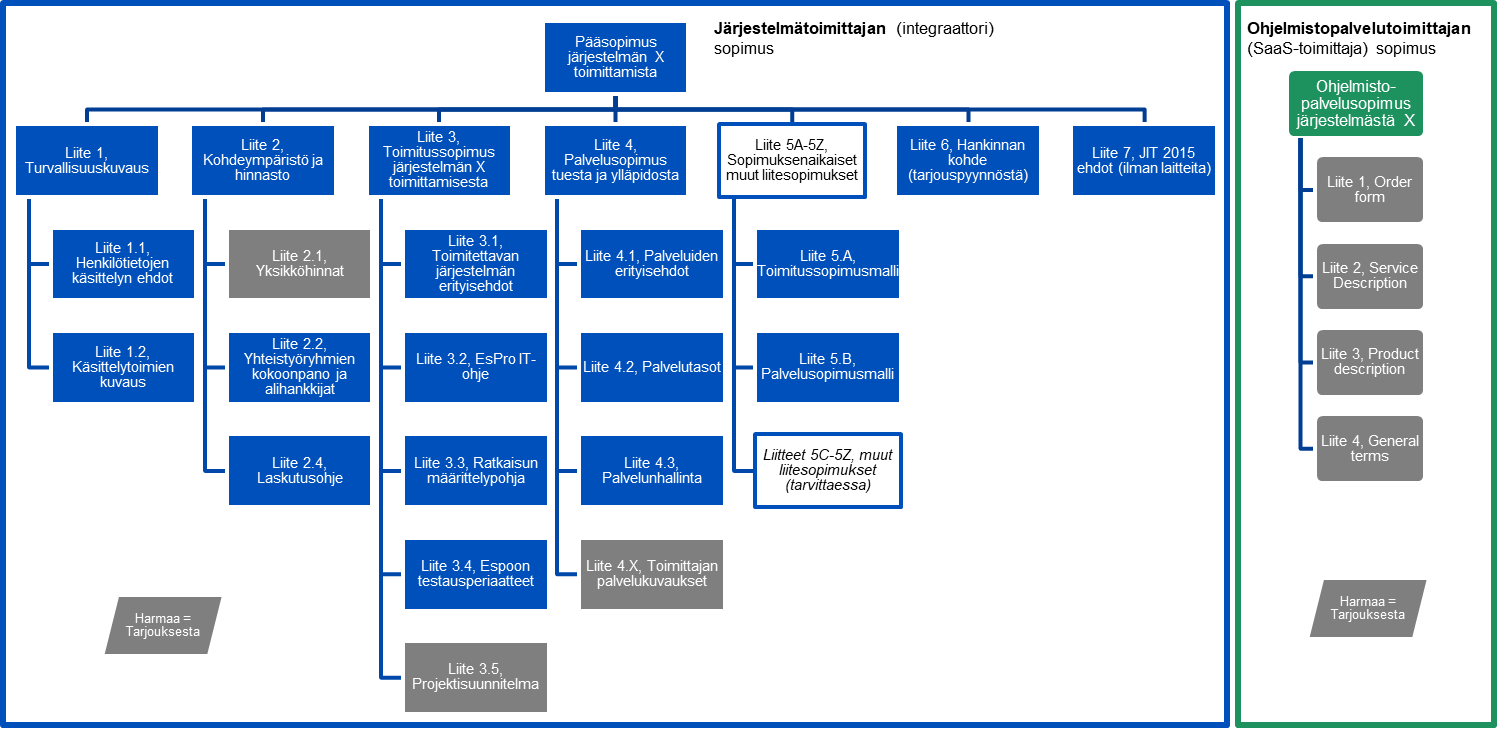 Järjestelmätoimittajan (integraattori)
sopimus
Pääsopimus
järjestelmän X
toimittamista
Liite 1,
Turvallisuuskuvaus
Liite 1.1,
Henkilötietojen
käsittelyn ehdot
Liite 1.2,
Käsittelytoimien
kuvaus
Liite 2,
Kohdeympäristö ja
hinnasto
Liite 2.1,
Yksikköhinnat
Liite 2.2,
Yhteistyöryhmien
kokoonpano ja
alihankkijat
Liite 2.4,
Laskutusohje
Liite 3,
Toimitussopimus
järjestelmän X
toimittamisesta
Liite 3.1,
Toimitettavan
järjestelmän
erityisehdot
Liite 3.2, EsPro IT-
ohje
Liite 3.3, Ratkaisun
määrittelypohja
Liite 3.4, Espoon
testausperiaatteet
Liite 3.5,
Projektisuunnitelma
Liite 4,
Palvelusopimus
tuesta ja ylläpidosta
Liite 4.1, Palveluiden
erityisehdot
Liite 4.2, Palvelutasot
Liite 4.3,
Palvelunhallinta
Liite 4.X, Toimittajan
palvelukuvaukset
Liite 5A-5Z,
Sopimuksenaikaiset
muut liitesopimukset
Liite 5.A,
Toimitussopimusmalli
Liite 5.B,
Palvelusopimusmalli
Liitteet 5C-5Z, muut
liitesopimukset
(tarvittaessa)
Liite 6, Hankinnan
kohde
(tarjouspyynnöstä)
Liite 7, JIT 2015
ehdot (ilman laitteita)
Harmaa =
Tarjouksesta
Ohjelmistopalvelutoimittajan
(SaaS-toimittaja) sopimus
Ohjelmisto-
palvelusopimus
järjestelmästä X
Liite 1, Order
form
Liite 2, Service
Description
Liite 3, Product
description
Liite 4, General
terms
Harmaa =
Tarjouksesta